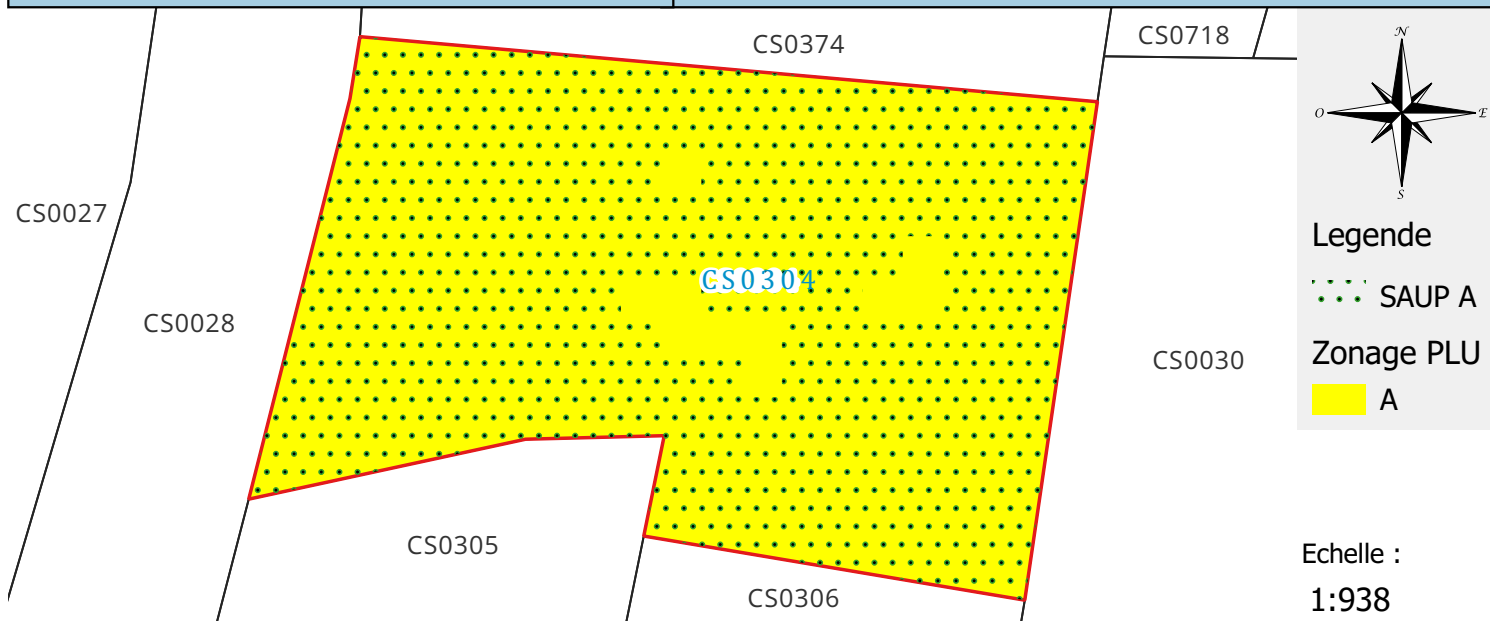 CS0374
CS0718
N
O
E
S
CS0027
CS0304
CS0028
CS0030
CS0305
CS0306
Legende
SAUP A
Zonage PLU
A
Echelle :
1:938